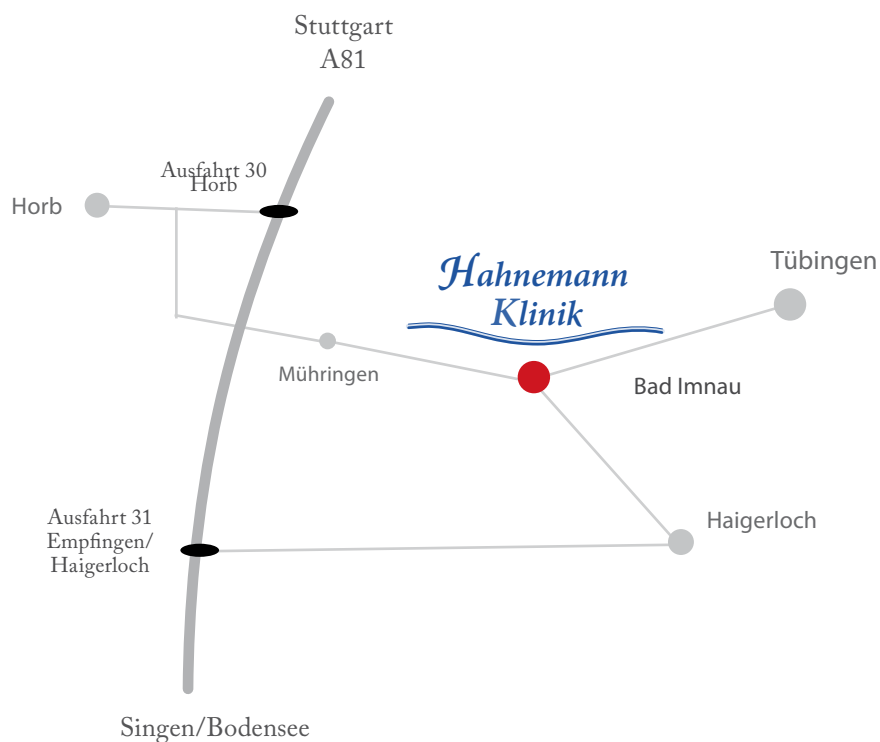 Stuttgart
A81
Ausfahrt 30
Horb
Horb
Hahnemann
Klinik
Tübingen
Mühringen
Bad Imnau
Ausfahrt 31
Empfingen/
Haigerloch
Haigerloch
Singen/Bodensee